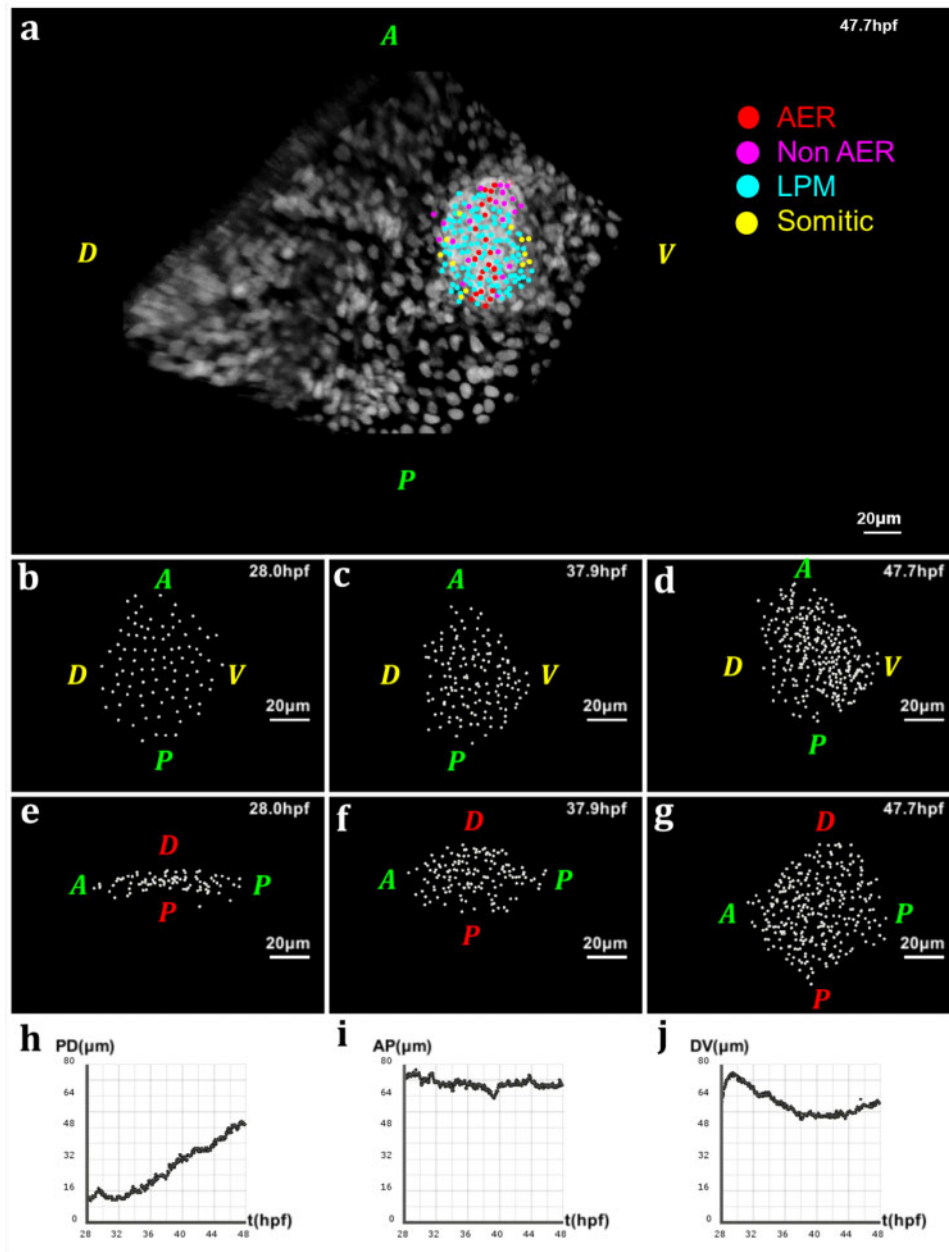 a
A
47.7hpf
AER
Non AER
LPM
Somitic
D
V
P
20μm
b
A
28.0hpf
D
V
20μm
P
c
A
37.9hpf
D
V
20μm
P
d
A
47.7hpf
D
V
20μm
P
e
28.0hpf
D
A
P
P
20μm
f
37.9hpf
D
A
P
P
20μm
g
47.7hpf
D
A
P
20μm
P
h
PD(μm)
80
64
48
32
16
0
28 32 36 40 44 48
t(hpf)
i
AP(μm)
80
64
48
32
16
0
28 32 36 40 44 48
t(hpf)
j
DV(μm)
80
64
48
32
16
0
28 32 36 40 44 48
t(hpf)